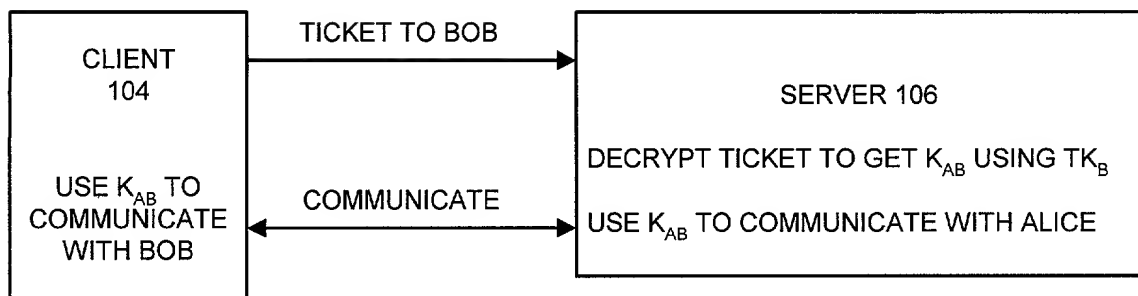 CLIENT
104
USE K_AB TO
COMMUNICATE
WITH BOB
TICKET TO BOB
COMMUNICATE
SERVER 106
DECRYPT TICKET TO GET K_AB USING TK_B
USE K_AB TO COMMUNICATE WITH ALICE